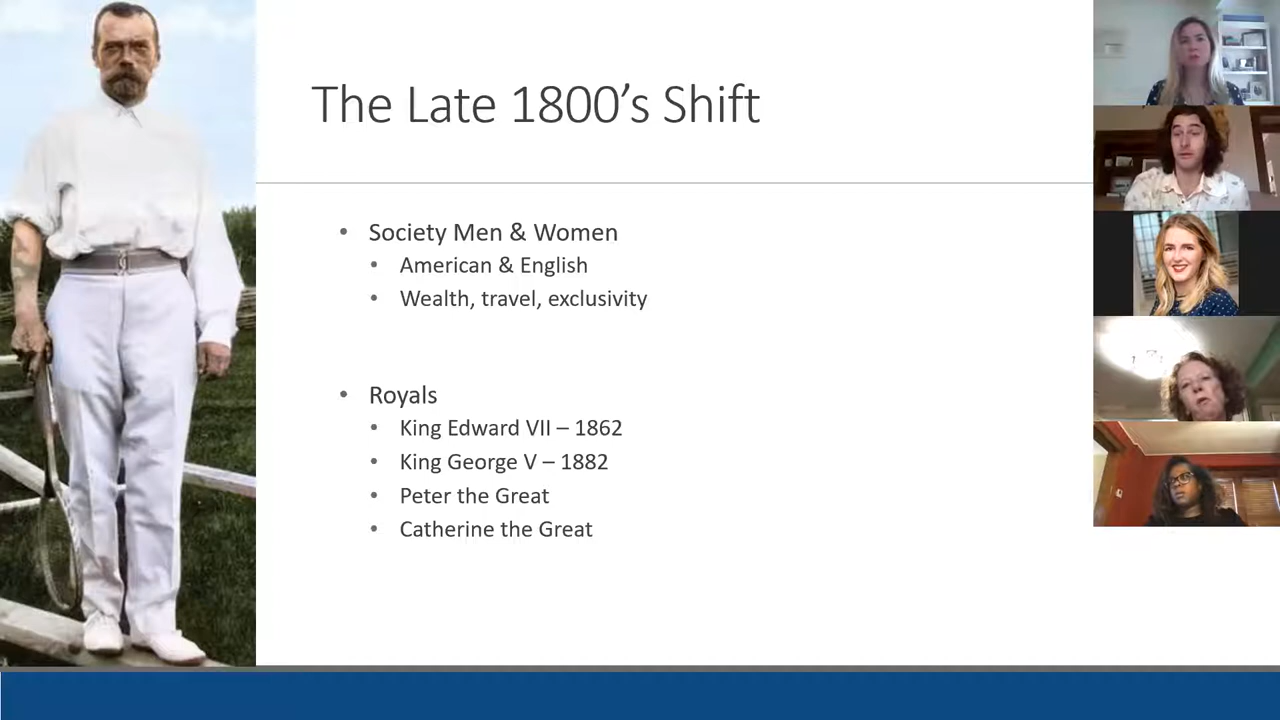 The Late 1800’s Shift
• Society Men & Women
• American & English
• Wealth, travel, exclusivity
• Royals
• King Edward VII – 1862
• King George V – 1882
• Peter the Great
• Catherine the Great